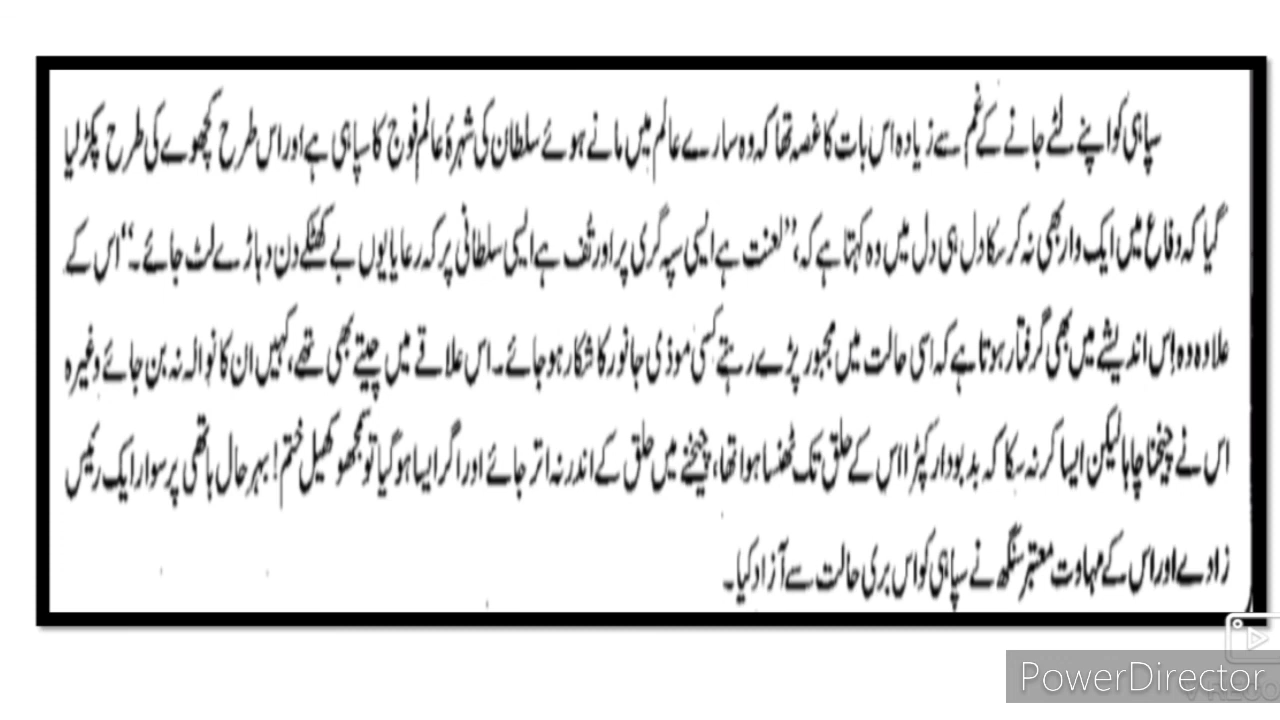 سپاہی کو اپنے لٹے جانے کے غم سے زیادہ اس بات کا غصہ تھا کہ وہ سارے عالم میں مانے ہوئے سلطان کی شہرۂ عالم فوج کا سپاہی ہے اور اس طرح کچھوے کی طرح پکڑ لیا
گیا کہ دفاع میں ایک وار بھی نہ کر سکا دل ہی دل میں وہ کہتا ہے کہ، ’’لعنت ہے ایسی سپہ گری پر اور تُف ہے ایسی سلطانی پر کہ رعایا یوں بے کھٹکے دن دہاڑے لٹ جائے۔‘‘ اس کے
علاوہ وہ اِس اندیشے میں بھی گرفتار ہوتا ہے کہ اسی حالت میں مجبور پڑے رہتے کسی موذی جانور کا شکار ہو جائے۔ اس علاقے میں چیتے بھی تھے، کہیں ان کا نوالہ نہ بن جائے وغیرہ
اس نے چیخنا چاہا لیکن ایسا کر نہ سکا کہ بدبودار کپڑا اس کے حلق تک ٹھنسا ہوا تھا، چیخنے میں حلق کے اندر نہ اتر جائے اور اگر ایسا ہو گیا تو سمجھو کھیل ختم! بہر حال ہاتھی پر سوار ایک رئیس
زادے اور اس کے مہاوت معتبر سنگھ نے سپاہی کو اس بری حالت سے آزاد کیا۔
PowerDirector